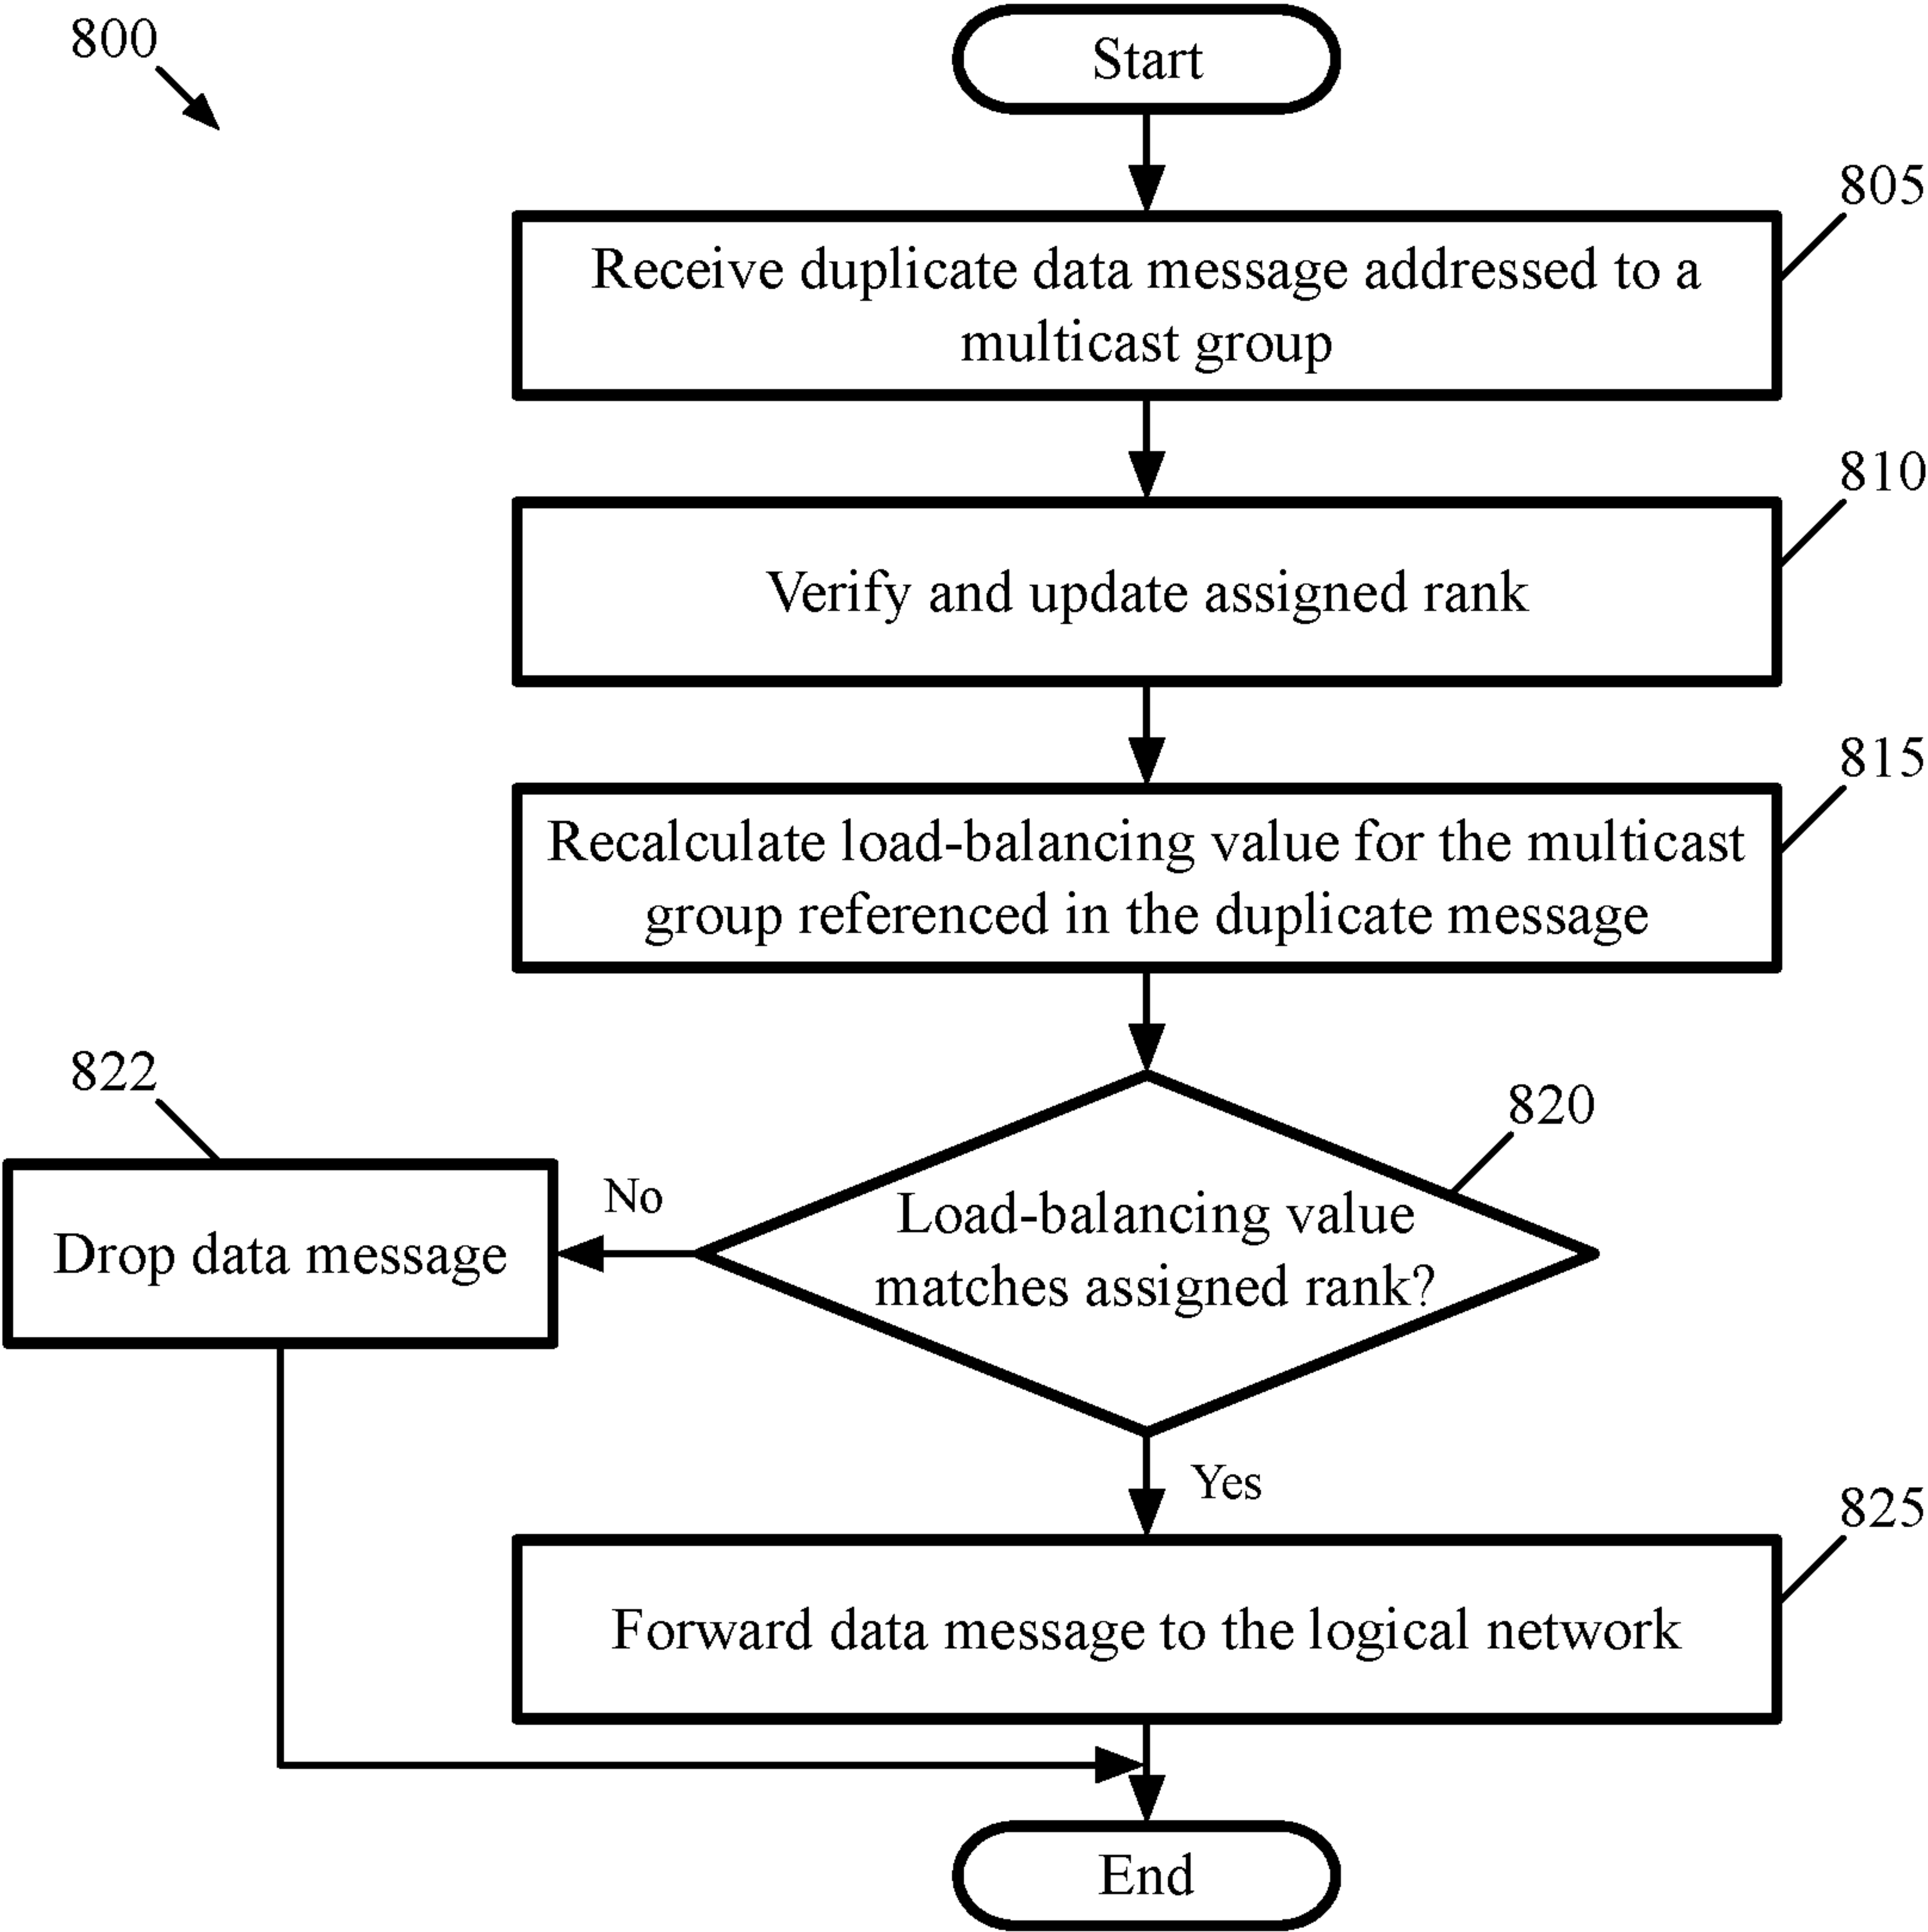 800
Start
805
Receive duplicate data message addressed to a
multicast group
810
Verify and update assigned rank
815
Recalculate load-balancing value for the multicast
group referenced in the duplicate message
822
820
Drop data message
No
Load-balancing value
matches assigned rank?
Yes
825
Forward data message to the logical network
End